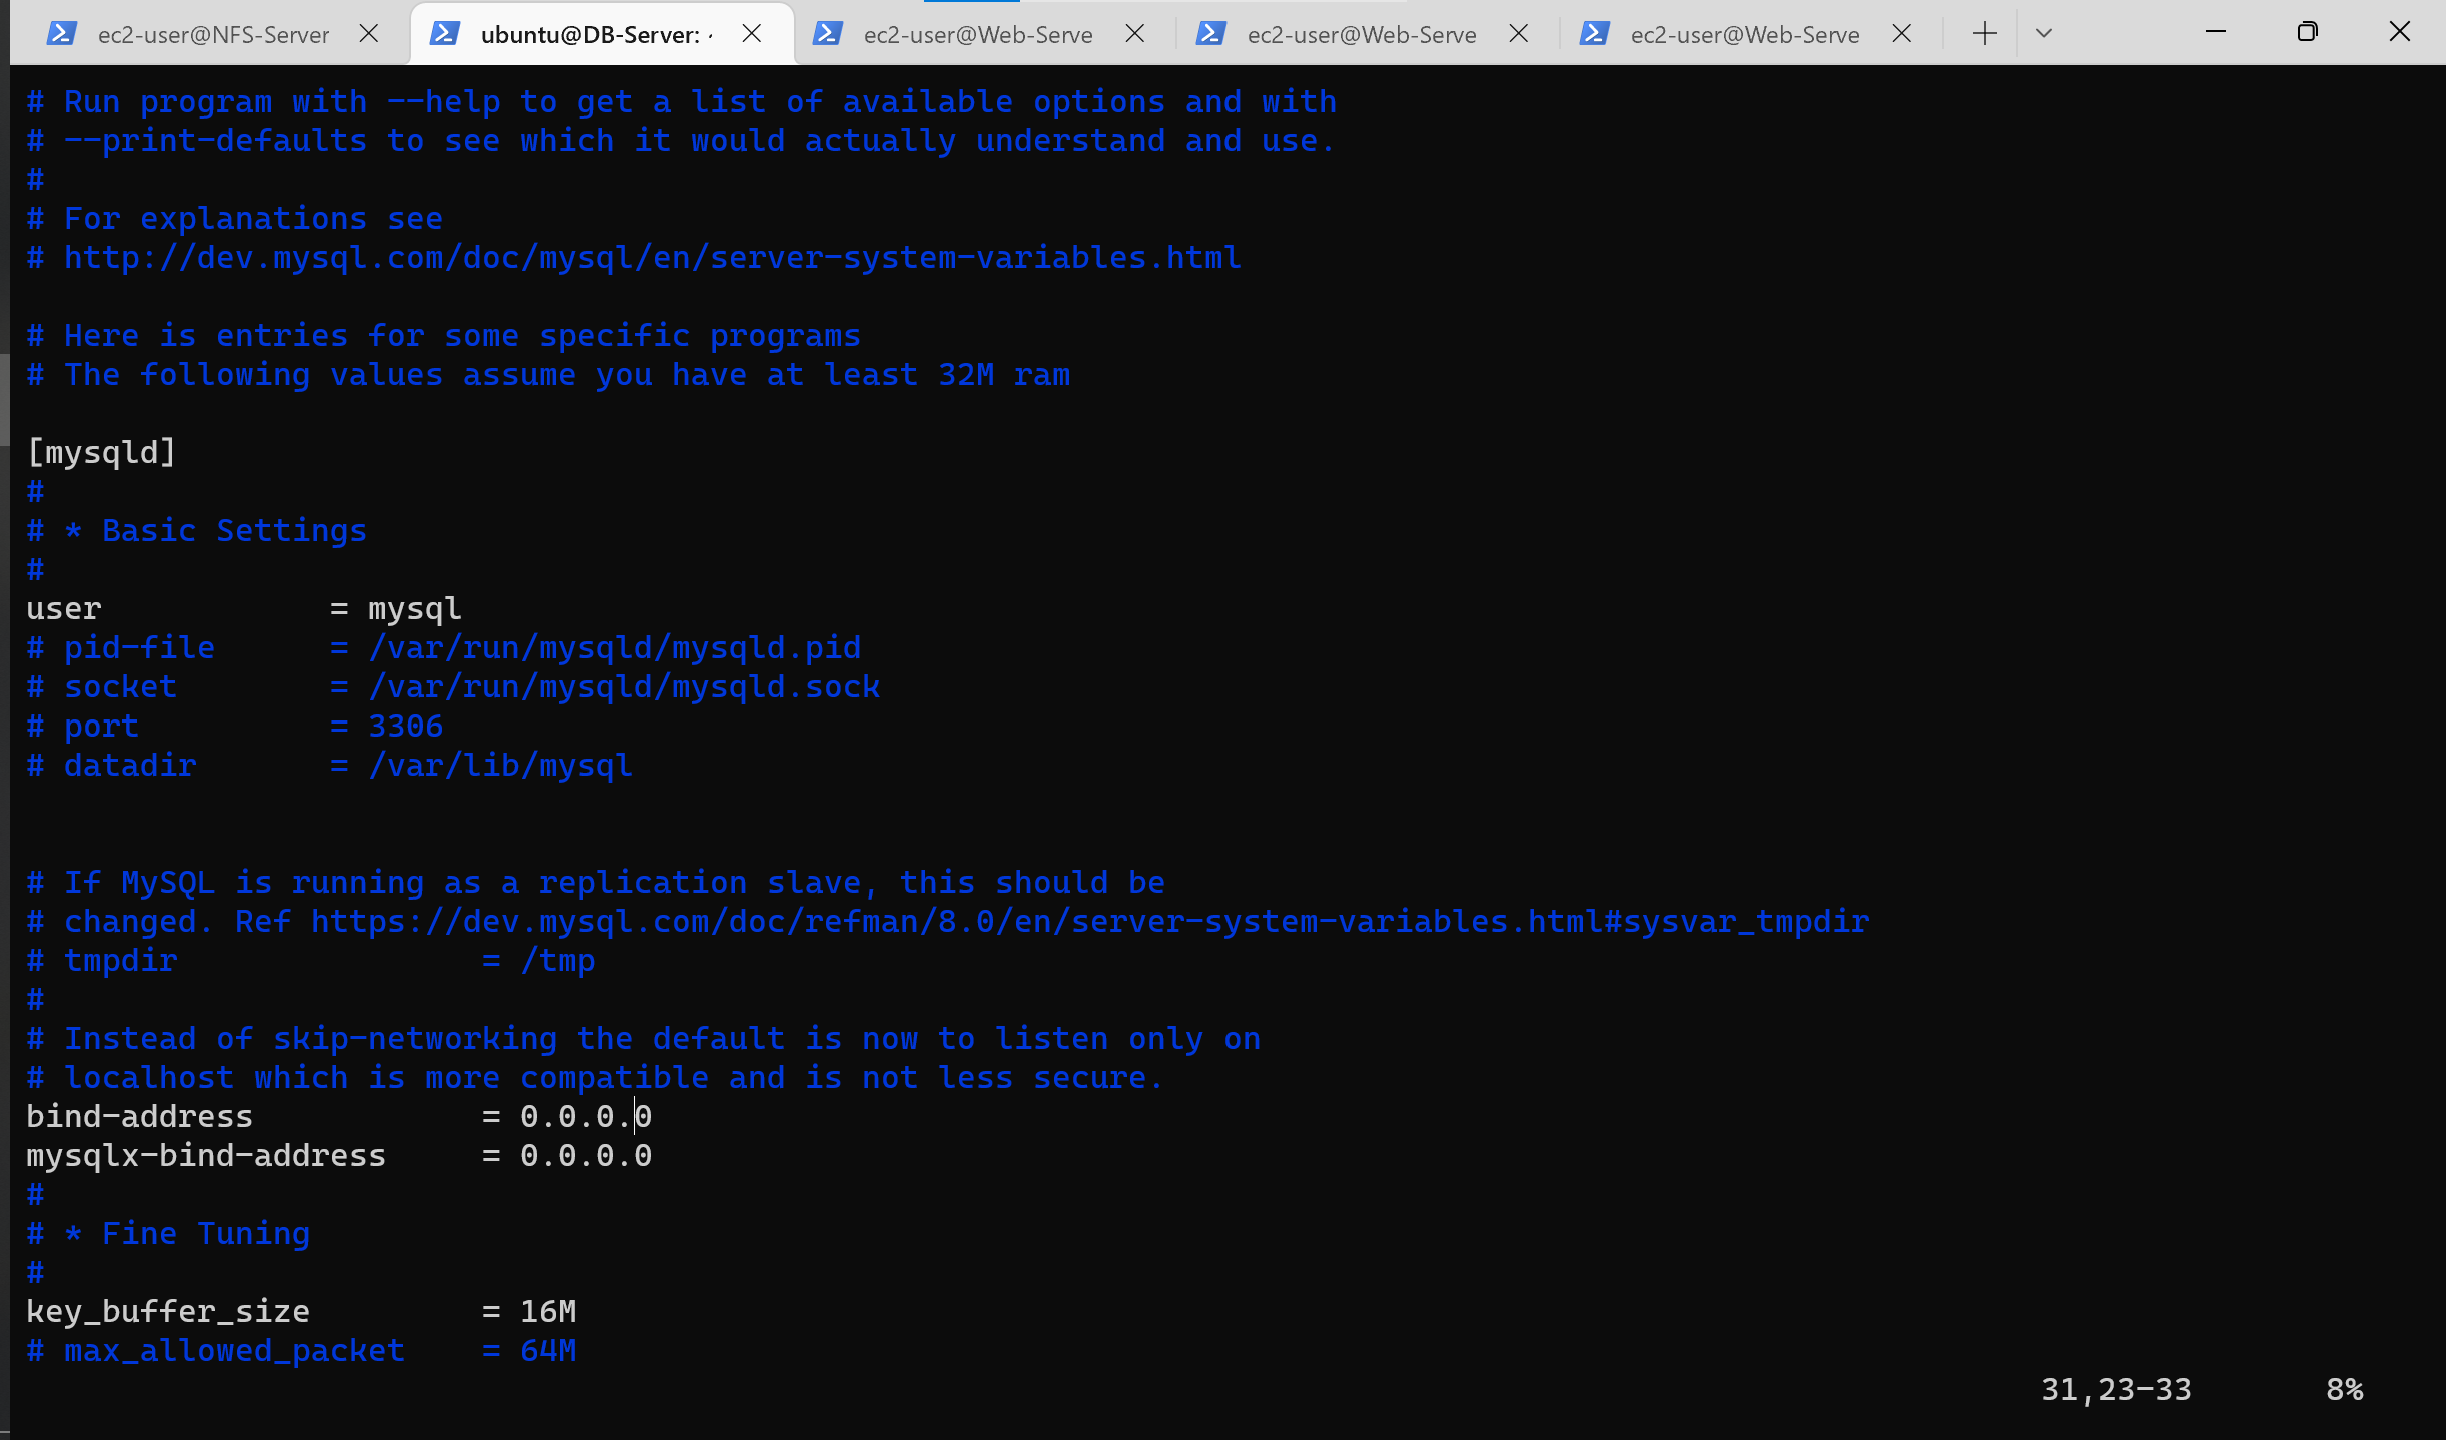 ec2-user@NFS-Server
ubuntu@DB-Server:
ec2-user@Web-Serve
ec2-user@Web-Serve
ec2-user@Web-Serve
# Run program with --help to get a list of available options and with
# --print-defaults to see which it would actually understand and use.
#
# For explanations see
# http://dev.mysql.com/doc/mysql/en/server-system-variables.html
# Here is entries for some specific programs
# The following values assume you have at least 32M ram
[mysqld]
#
# * Basic Settings
#
user = mysql
# pid-file = /var/run/mysqld/mysqld.pid
# socket = /var/run/mysqld/mysqld.sock
# port = 3306
# datadir = /var/lib/mysql
# If MySQL is running as a replication slave, this should be
# changed. Ref https://dev.mysql.com/doc/refman/8.0/en/server-system-variables.html#sysvar_tmpdir
# tmpdir = /tmp
#
# Instead of skip-networking the default is now to listen only on
# localhost which is more compatible and is not less secure.
bind-address = 0.0.0.0
mysqlx-bind-address = 0.0.0.0
#
# * Fine Tuning
#
key_buffer_size = 16M
# max_allowed_packet = 64M
31,23-33 8%